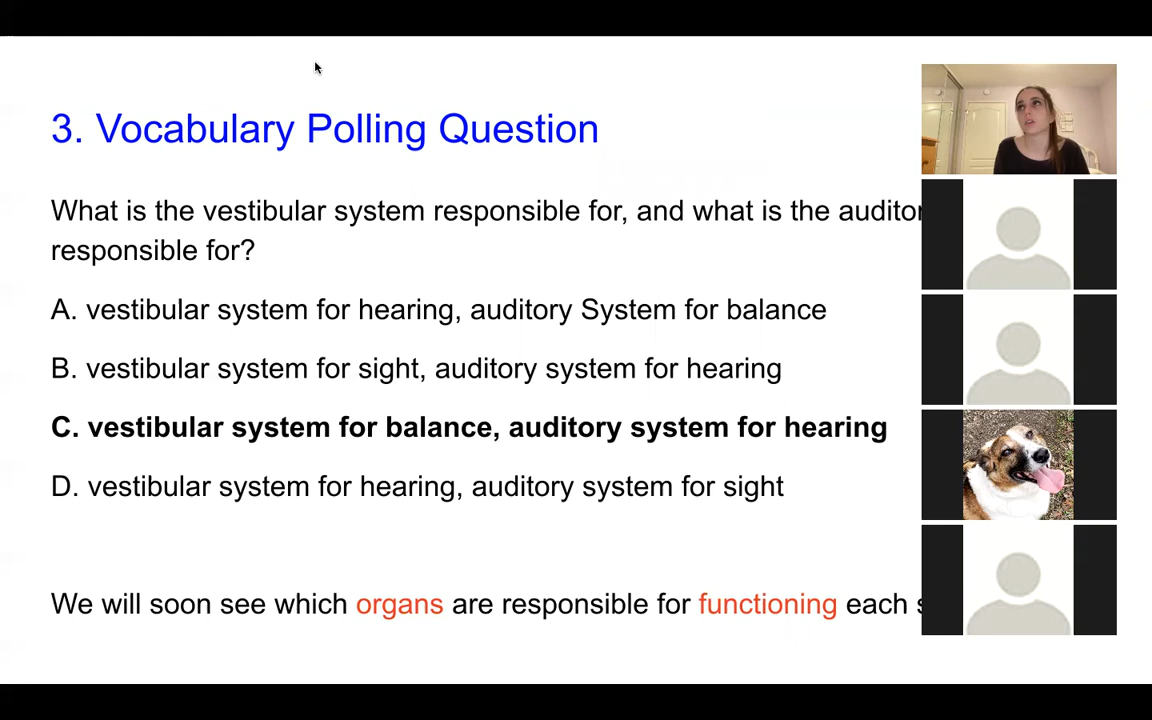 3. Vocabulary Polling Question
What is the vestibular system responsible for, and what is the
responsible for?
A. vestibular system for hearing, auditory System for balance
B. vestibular system for sight, auditory system for hearing
C. vestibular system for balance, auditory system for hearing
D. vestibular system for hearing, auditory system for sight
We will soon see which organs are responsible for functioning each